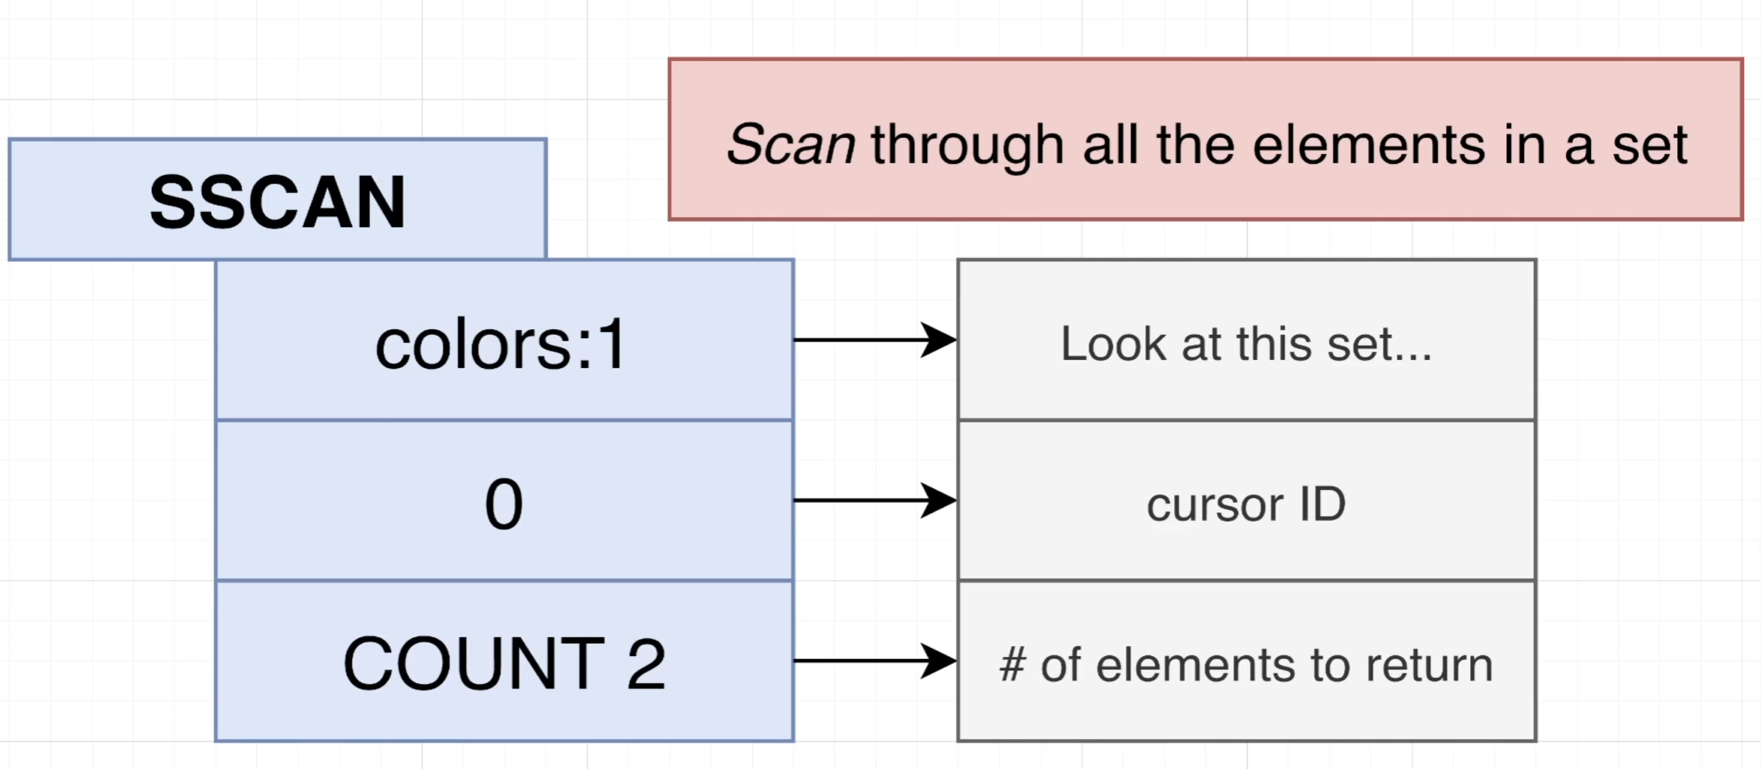 Scan through all the elements in a set
SSCAN
colors:1
Look at this set...
0
cursor ID
COUNT 2
# of elements to return